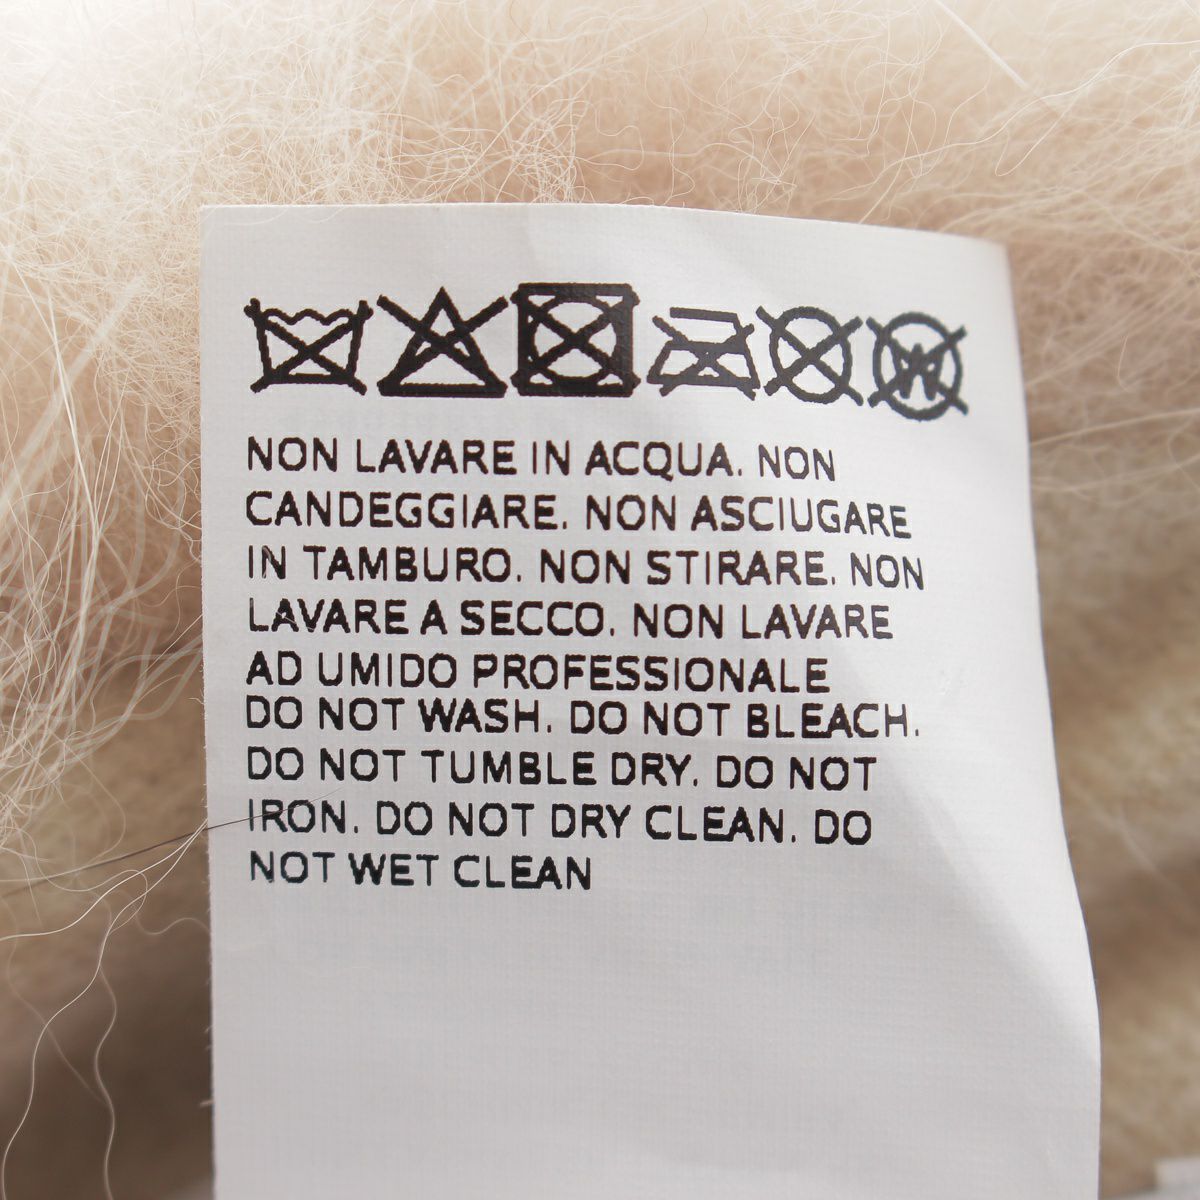 NON LAVARE IN ACQUA. NON
CANDEGGIARE. NON ASCIUGARE
IN TAMBURO. NON STIRARE. NON
LAVARE A SECCO. NON LAVARE
AD UMIDO PROFESSIONALE
DO NOT WASH. DO NOT BLEACH.
DO NOT TUMBLE DRY. DO NOT
IRON. DO NOT DRY CLEAN. DO
NOT WET CLEAN